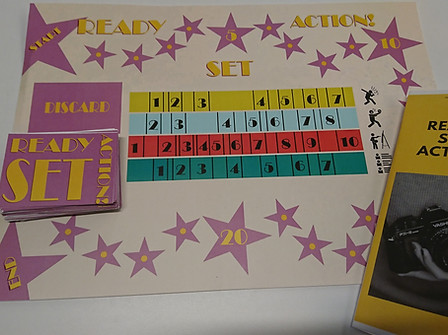 READY
ACTION!
START
5
10
SET
DISCARD
1 2 3 4 5 6 7
2 3 4 5 6 7 8
1 2 3 4 5 6 7 8 9 10
1 2 3 4 5 6 7
READY
SET
ACTION!
RE
S
ACT
END
20